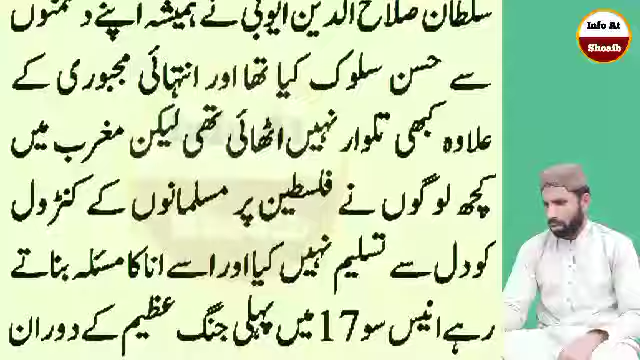 سلطان صلاح الدین ایوبی نے ہمیشہ اپنے دشمنوں
سے حسن سلوک کیا تھا اور انتہائی مجبوری کے
علاوہ کبھی تلوار نہیں اٹھائی تھی لیکن مغرب میں
کچھ لوگوں نے فلسطین پر مسلمانوں کے کنٹرول
کو دل سے تسلیم نہیں کیا اور اسے انا کا مسئلہ بناتے
رہے انیس سو 17 میں پہلی جنگ عظیم کے دوران
Info At
Shoaib